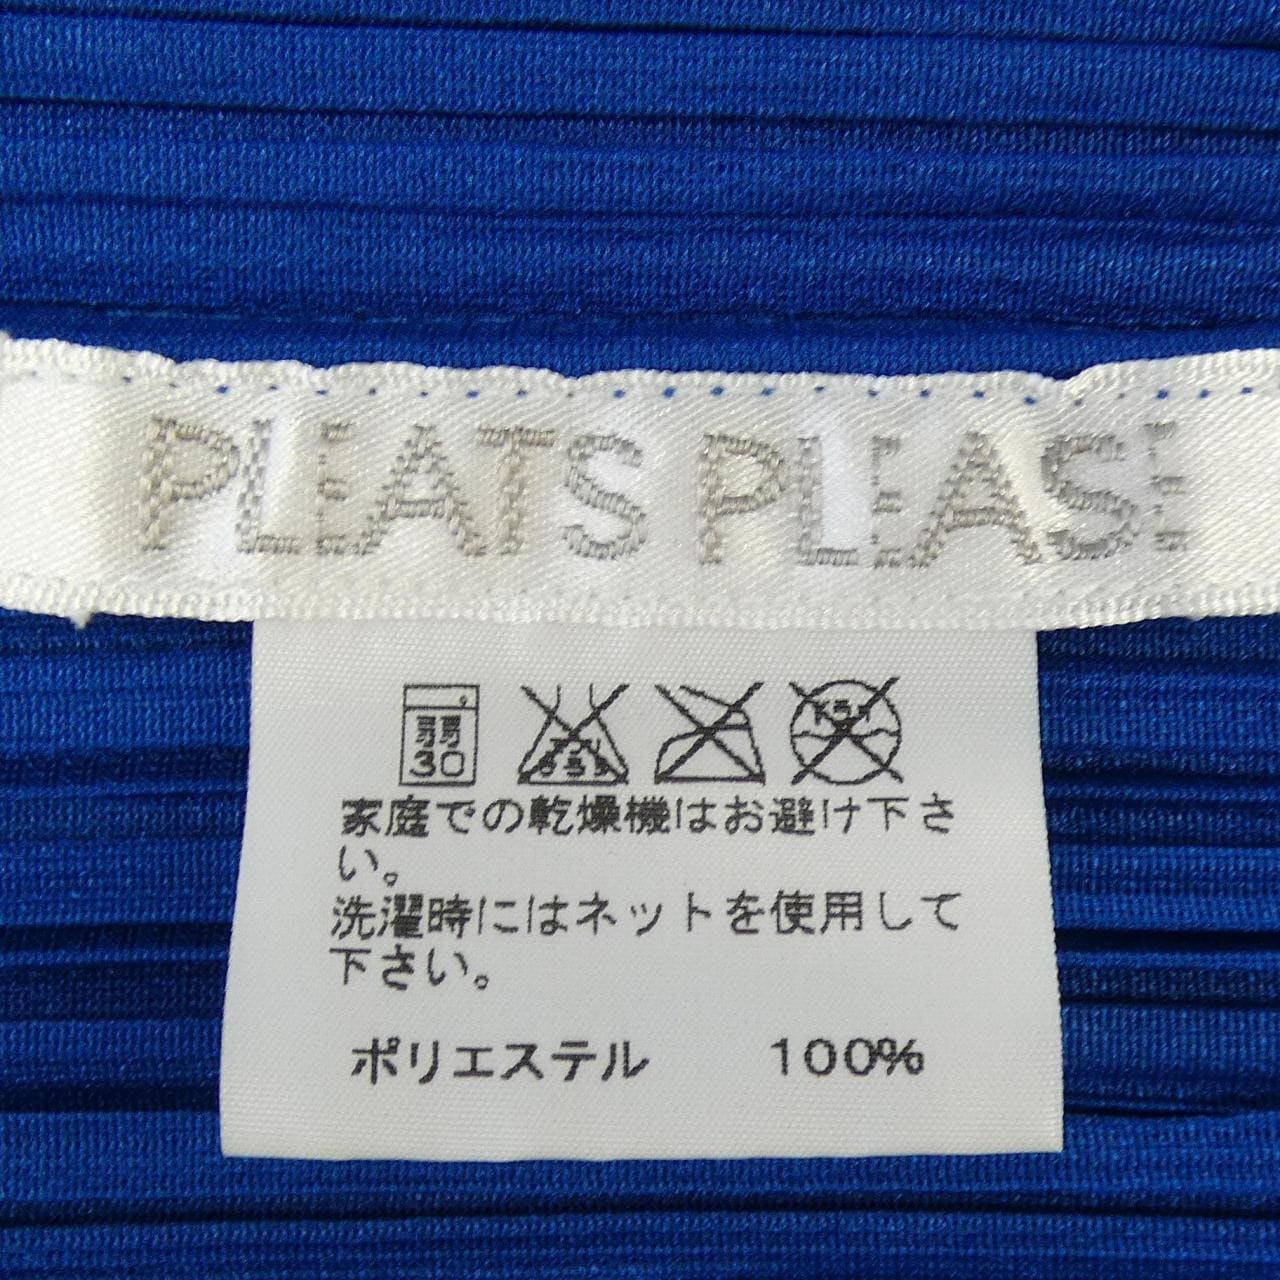 PLEATS PLEASE
弱 30
家庭での乾燥機はお避け下さ
い。
洗濯時にはネットを使用して
下さい。
ポリエステル 100%